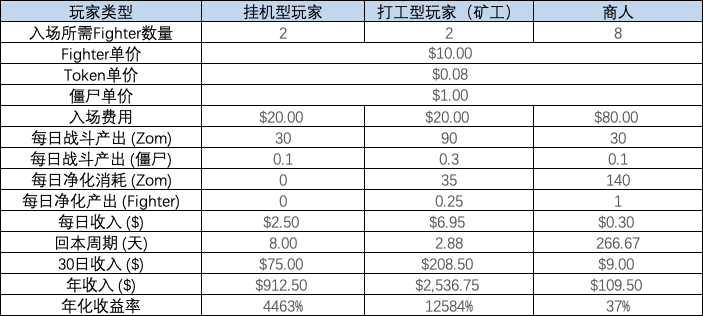 玩家类型 挂机型玩家 打工型玩家（矿工） 商人
入场所需Fighter数量 2 2 8
Fighter单价 $10.00
Token单价 $0.08
僵尸单价 $1.00
入场费用 $20.00 $20.00 $80.00
每日战斗产出 (Zom) 30 90 30
每日战斗产出 (僵尸) 0.1 0.3 0.1
每日净化消耗 (Zom) 0 35 140
每日净化产出 (Fighter) 0 0.25 1
每日收入 ($) $2.50 $6.95 $0.30
回本周期 (天) 8.00 2.88 266.67
30日收入 ($) $75.00 $208.50 $9.00
年收入 ($) $912.50 $2,536.75 $109.50
年化收益率 4463% 12584% 37%